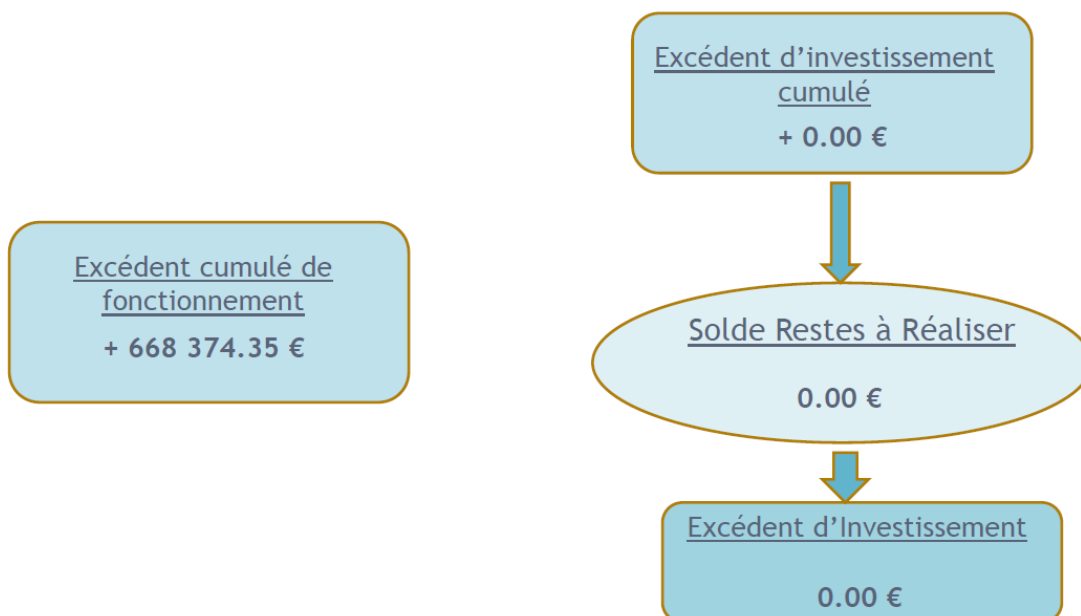 Excédent d’investissement
cumulé
+ 0.00 €
Excédent cumulé de
fonctionnement
+ 668 374.35 €
Solde Restes à Réaliser
0.00 €
Excédent d’Investissement
0.00 €